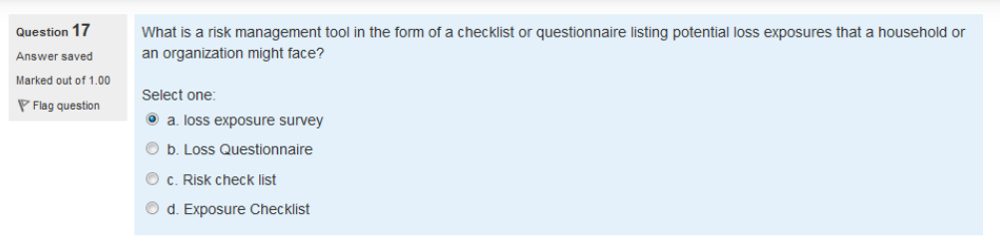 Question 17
Answer saved
Marked out of 1.00
Flag question
What is a risk management tool in the form of a checklist or questionnaire listing potential loss exposures that a household or
an organization might face?
Select one:
a. loss exposure survey
b. Loss Questionnaire
c. Risk check list
d. Exposure Checklist